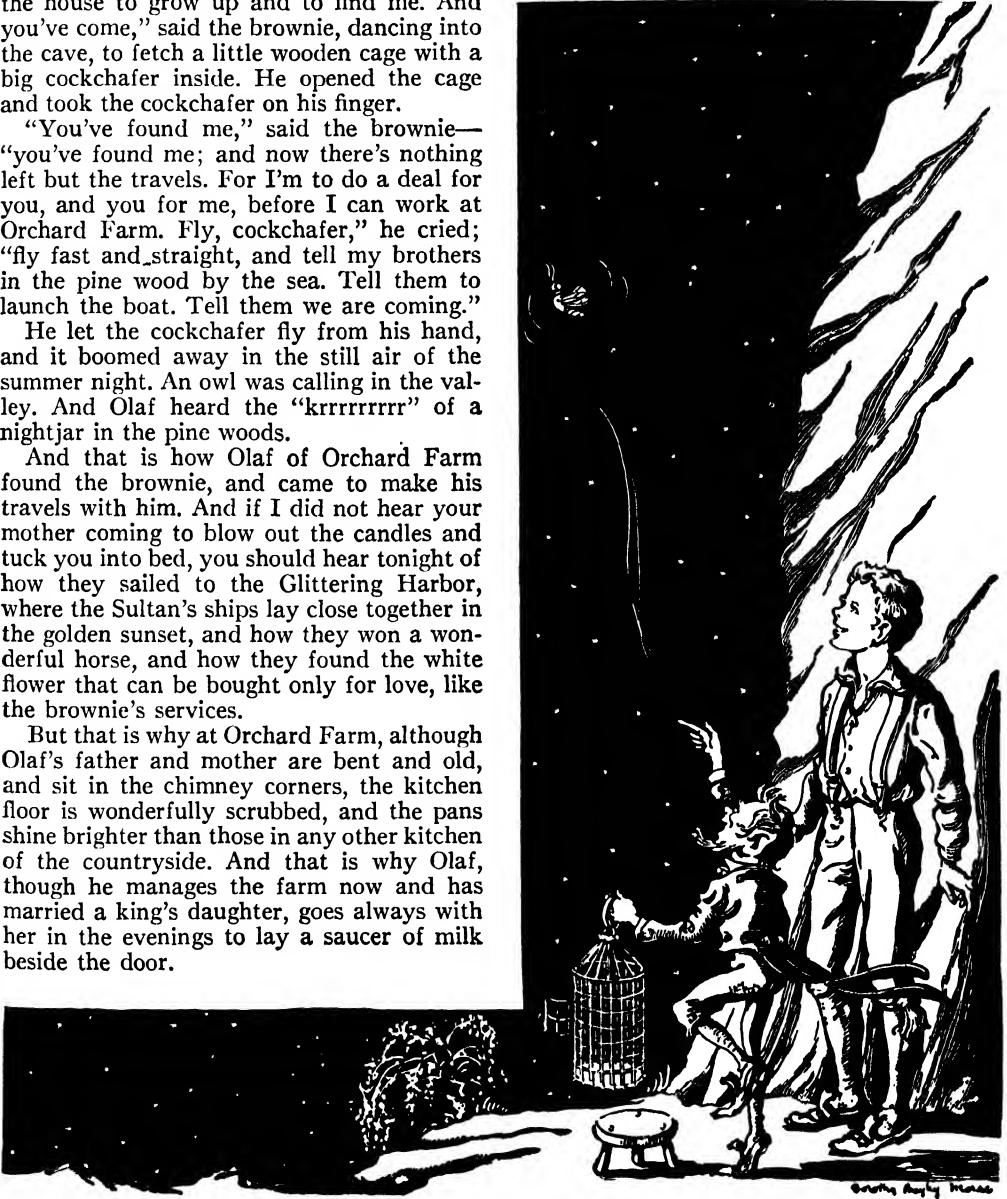 the house to grow up and to find me. And
you've come,” said the brownie, dancing into
the cave, to fetch a little wooden cage with a
big cockchafer inside. He opened the cage
and took the cockchafer on his finger.
“You've found me,” said the brownie—
“you've found me; and now there's nothing
left but the travels. For I'm to do a deal for
you, and you for me, before I can work at
Orchard Farm. Fly, cockchafer,” he cried;
“fly fast and straight, and tell my brothers
in the pine wood by the sea. Tell them to
launch the boat. Tell them we are coming.”
He let the cockchafer fly from his hand,
and it boomed away in the still air of the
summer night. An owl was calling in the val-
ley. And Olaf heard the “krrrrrrrrr” of a
nightjar in the pine woods.
And that is how Olaf of Orchard Farm
found the brownie, and came to make his
travels with him. And if I did not hear your
mother coming to blow out the candles and
tuck you into bed, you should hear tonight of
how they sailed to the Glittering Harbor,
where the Sultan's ships lay close together in
the golden sunset, and how they won a won-
derful horse, and how they found the white
flower that can be bought only for love, like
the brownie's services.
But that is why at Orchard Farm, although
Olaf's father and mother are bent and old,
and sit in the chimney corners, the kitchen
floor is wonderfully scrubbed, and the pans
shine brighter than those in any other kitchen
of the countryside. And that is why Olaf,
though he manages the farm now and has
married a king's daughter, goes always with
her in the evenings to lay a saucer of milk
beside the door.
Dorothy Bayley Morse